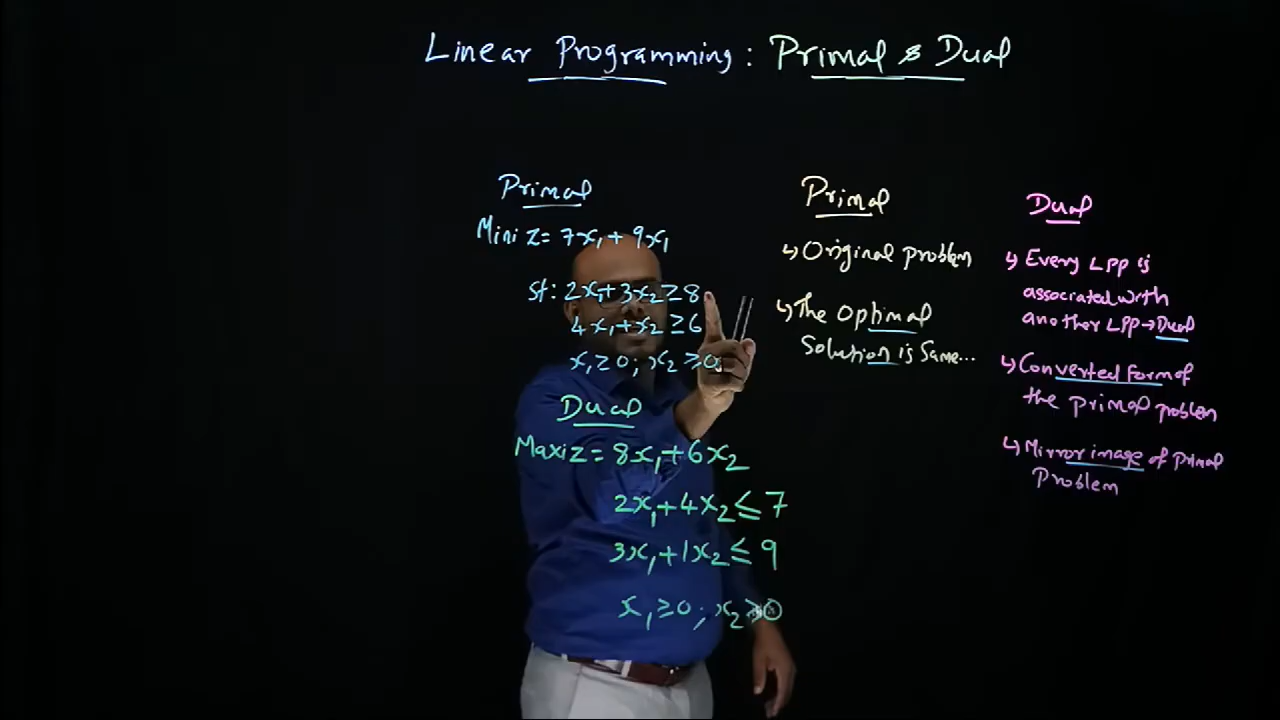 Linear Programming: Primal & Dual
Primal
Mini Z = 7x₁ + 9x₁
St: 2x₁ + 3x₂ ≥ 8
4x₁ + x₂ ≥ 6
x₁ ≥ 0; x₂ ≥ 0
Dual
Maxi Z = 8x₁ + 6x₂
2x₁ + 4x₂ ≤ 7
3x₁ + 1x₂ ≤ 9
x₁ ≥ 0; x₂ ≥ 0
Primal
↳ Original problem
↳ The Optimal
Solution is Same...
Dual
↳ Every LPP is
associated with
another LPP → Dual
↳ Converted form of
the primal problem
↳ Mirror image of primal
Problem